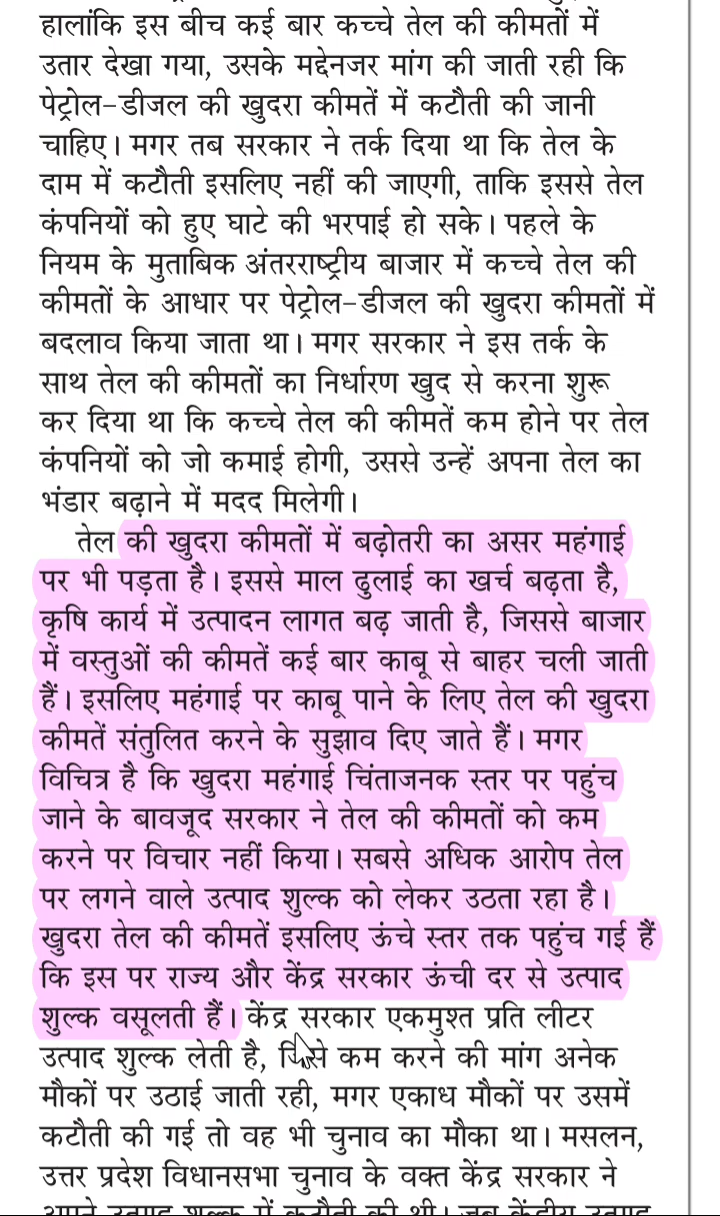 हालांकि इस बीच कई बार कच्चे तेल की कीमतों में
उतार देखा गया, उसके मद्देनजर मांग की जाती रही कि
पेट्रोल-डीजल की खुदरा कीमतें में कटौती की जानी
चाहिए। मगर तब सरकार ने तर्क दिया था कि तेल के
दाम में कटौती इसलिए नहीं की जाएगी, ताकि इससे तेल
कंपनियों को हुए घाटे की भरपाई हो सके। पहले के
नियम के मुताबिक अंतरराष्ट्रीय बाजार में कच्चे तेल की
कीमतों के आधार पर पेट्रोल-डीजल की खुदरा कीमतों में
बदलाव किया जाता था। मगर सरकार ने इस तर्क के
साथ तेल की कीमतों का निर्धारण खुद से करना शुरू
कर दिया था कि कच्चे तेल की कीमतें कम होने पर तेल
कंपनियों को जो कमाई होगी, उससे उन्हें अपना तेल का
भंडार बढ़ाने में मदद मिलेगी।
तेल की खुदरा कीमतों में बढ़ोतरी का असर महंगाई
पर भी पड़ता है। इससे माल ढुलाई का खर्च बढ़ता है,
कृषि कार्य में उत्पादन लागत बढ़ जाती है, जिससे बाजार
में वस्तुओं की कीमतें कई बार काबू से बाहर चली जाती
हैं। इसलिए महंगाई पर काबू पाने के लिए तेल की खुदरा
कीमतें संतुलित करने के सुझाव दिए जाते हैं। मगर
विचित्र है कि खुदरा महंगाई चिंताजनक स्तर पर पहुंच
जाने के बावजूद सरकार ने तेल की कीमतों को कम
करने पर विचार नहीं किया। सबसे अधिक आरोप तेल
पर लगने वाले उत्पाद शुल्क को लेकर उठता रहा है।
खुदरा तेल की कीमतें इसलिए ऊंचे स्तर तक पहुंच गई हैं
कि इस पर राज्य और केंद्र सरकार ऊंची दर से उत्पाद
शुल्क वसूलती हैं। केंद्र सरकार एकमुश्त प्रति लीटर
उत्पाद शुल्क लेती है, जिसे कम करने की मांग अनेक
मौकों पर उठाई जाती रही, मगर एकाध मौकों पर उसमें
कटौती की गई तो वह भी चुनाव का मौका था। मसलन,
उत्तर प्रदेश विधानसभा चुनाव के वक्त केंद्र सरकार ने
अपने उत्पाद शुल्क में कटौती की थी। जब केंद्रीय उत्पाद